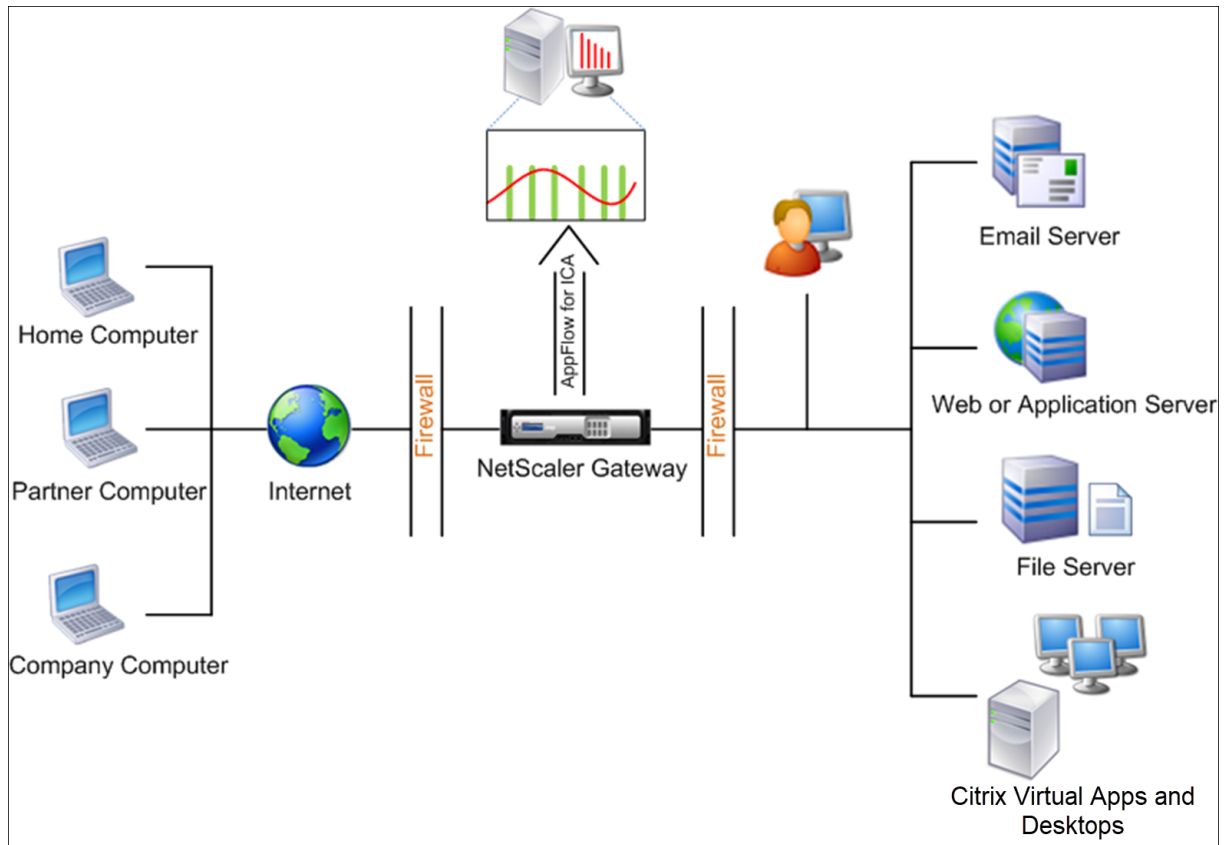 AppFlow for ICA
Home Computer
Partner Computer
Company Computer
Internet
Firewall
NetScaler Gateway
Firewall
Email Server
Web or Application Server
File Server
Citrix Virtual Apps and
Desktops